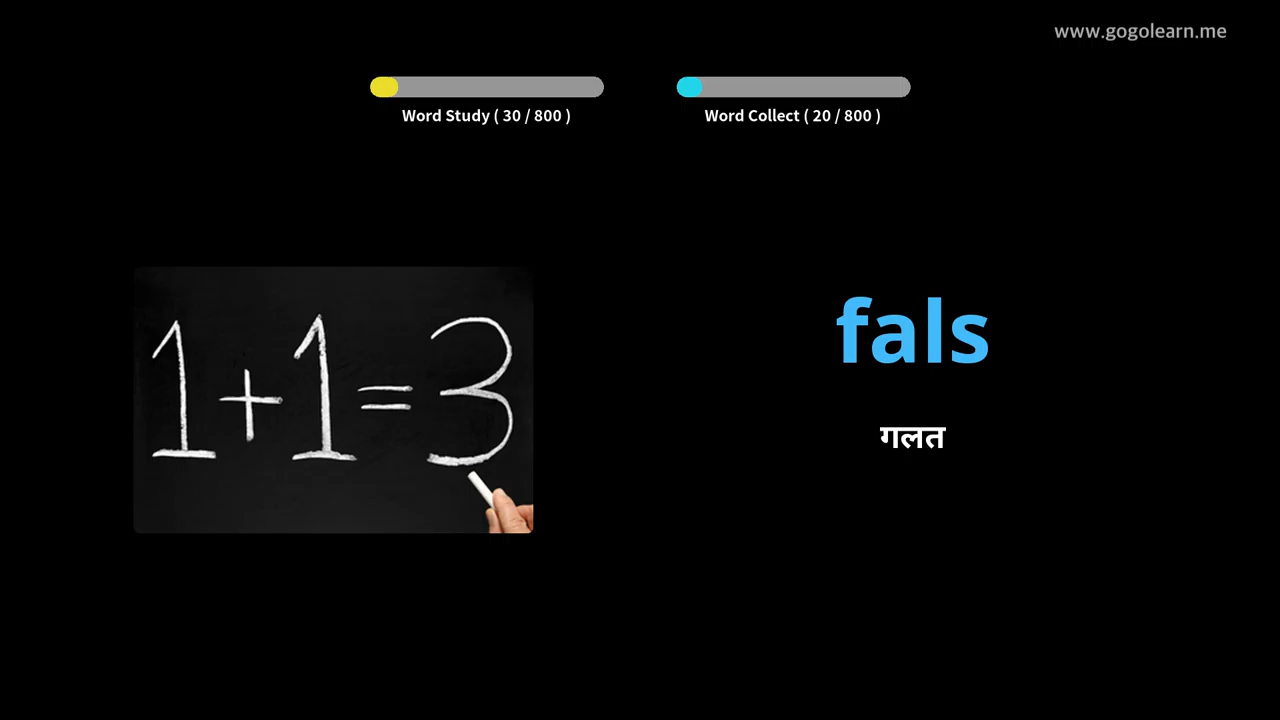 www.gogolearn.me
Word Study ( 30 / 800 )
Word Collect ( 20 / 800 )
1+1=3
fals
गलत